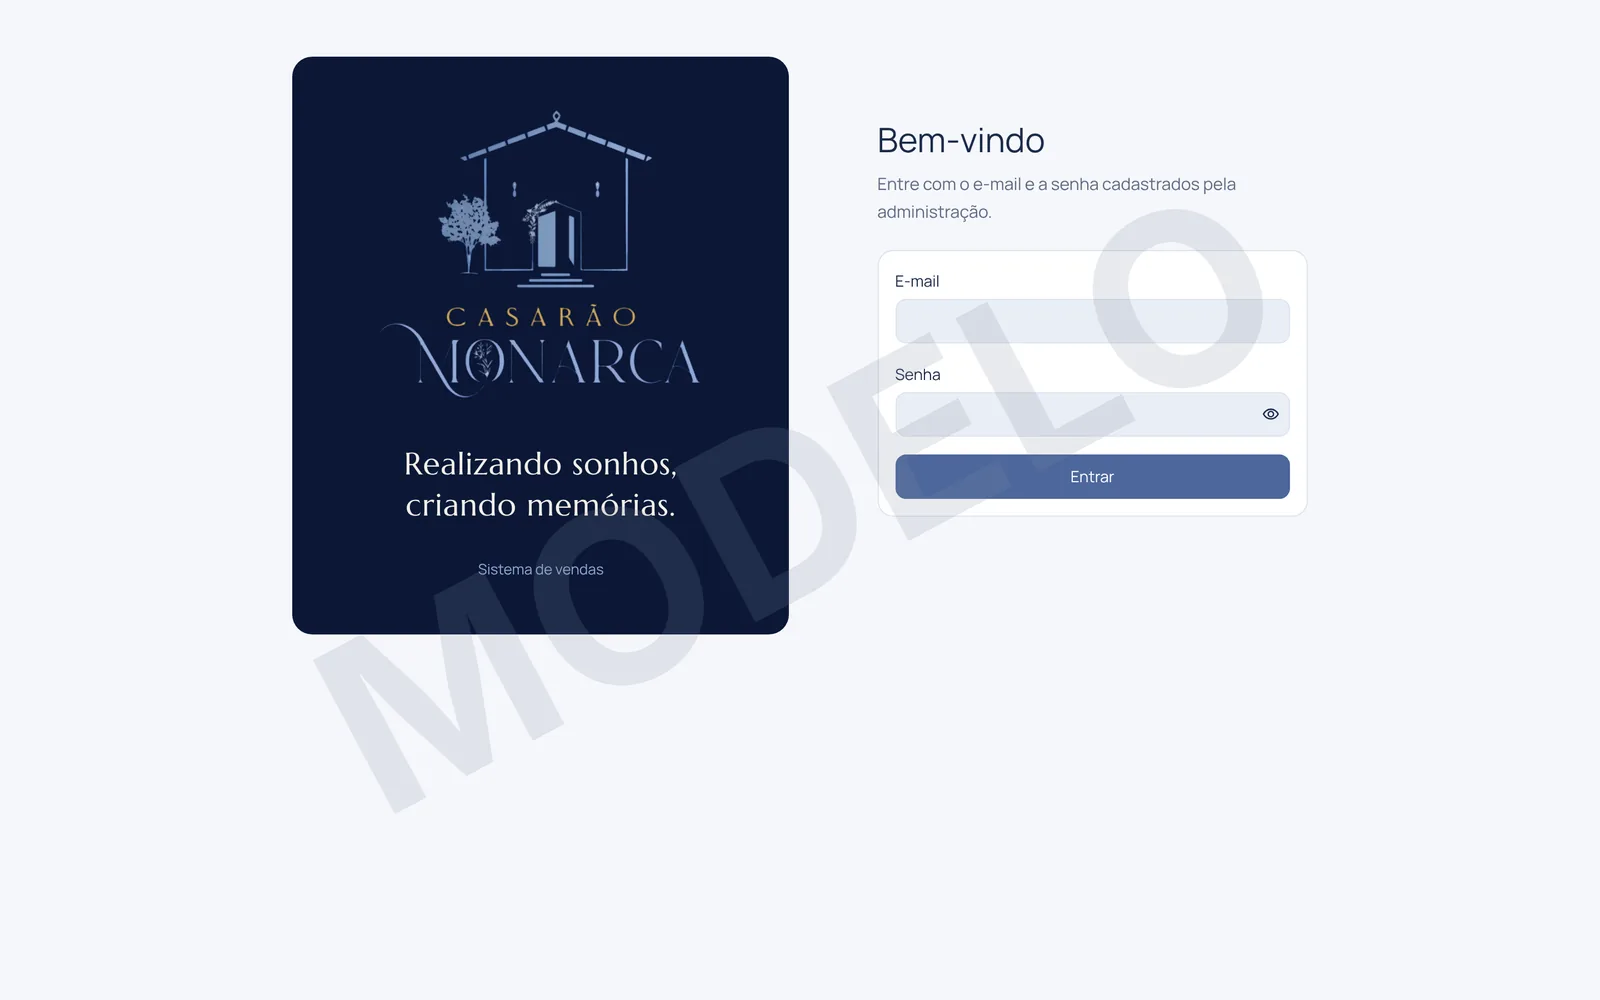 CASARÃO
MONARCA
Realizando sonhos,
criando memórias.
Sistema de vendas
Bem-vindo
Entre com o e-mail e a senha cadastrados pela
administração.
E-mail
Senha
Entrar
MODELO